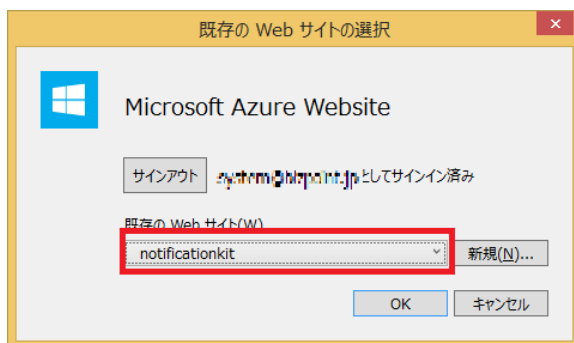 既存の Web サイトの選択
Microsoft Azure Website
サインアウト としてサインイン済み
既存の Web サイト(W)
notificationkit 新規(N)...
OK キャンセル